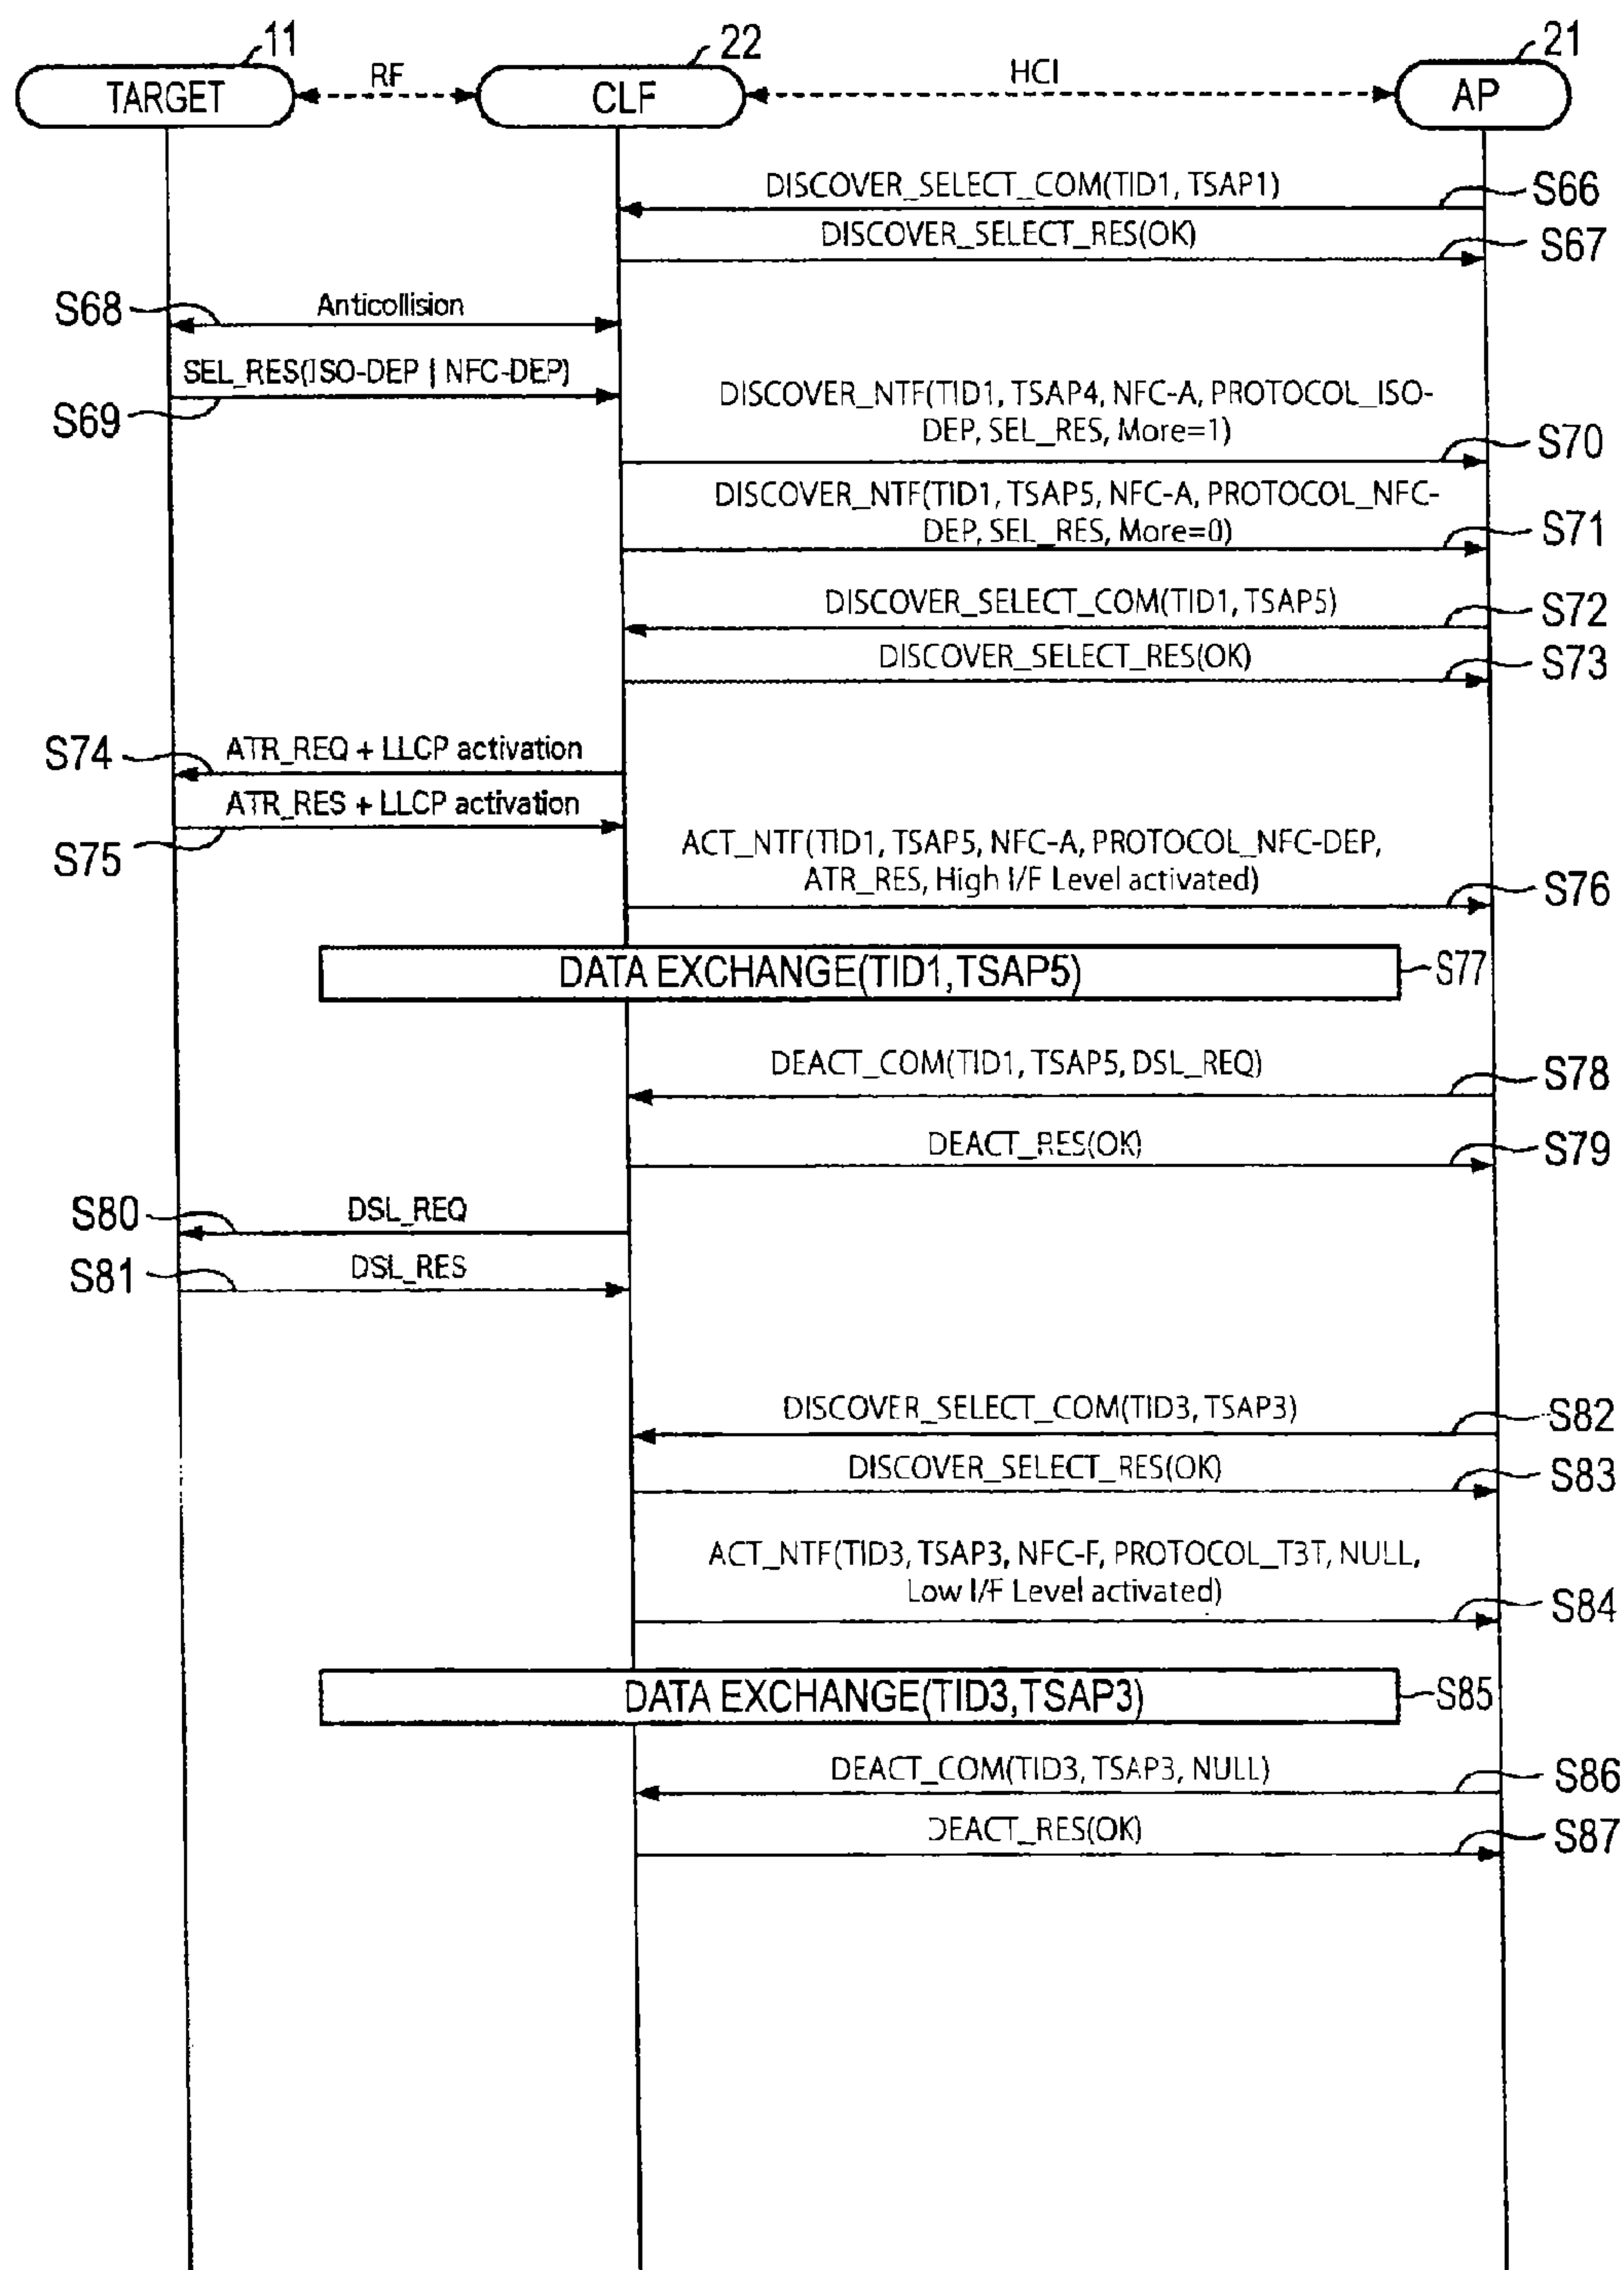 11
22
21
TARGET
RF
CLF
HCI
AP
DISCOVER_SELECT_COM(TID1, TSAP1)
S66
DISCOVER_SELECT_RES(OK)
S67
S68
Anticollision
SEL_RES(ISO-DEP | NFC-DEP)
S69
DISCOVER_NTF(TID1, TSAP4, NFC-A, PROTOCOL_ISO-
DEP, SEL_RES, More=1)
S70
DISCOVER_NTF(TID1, TSAP5, NFC-A, PROTOCOL_NFC-
DEP, SEL_RES, More=0)
S71
DISCOVER_SELECT_COM(TID1, TSAP5)
S72
DISCOVER_SELECT_RES(OK)
S73
S74
ATR_REQ + LLCP activation
ATR_RES + LLCP activation
S75
ACT_NTF(TID1, TSAP5, NFC-A, PROTOCOL_NFC-DEP,
ATR_RES, High I/F Level activated)
S76
DATA EXCHANGE(TID1,TSAP5)
S77
DEACT_COM(TID1, TSAP5, DSL_REQ)
S78
DEACT_RES(OK)
S79
S80
DSL_REQ
S81
DSL_RES
DISCOVER_SELECT_COM(TID3, TSAP3)
S82
DISCOVER_SELECT_RES(OK)
S83
ACT_NTF(TID3, TSAP3, NFC-F, PROTOCOL_T3T, NULL,
Low I/F Level activated)
S84
DATA EXCHANGE(TID3,TSAP3)
S85
DEACT_COM(TID3, TSAP3, NULL)
S86
DEACT_RES(OK)
S87